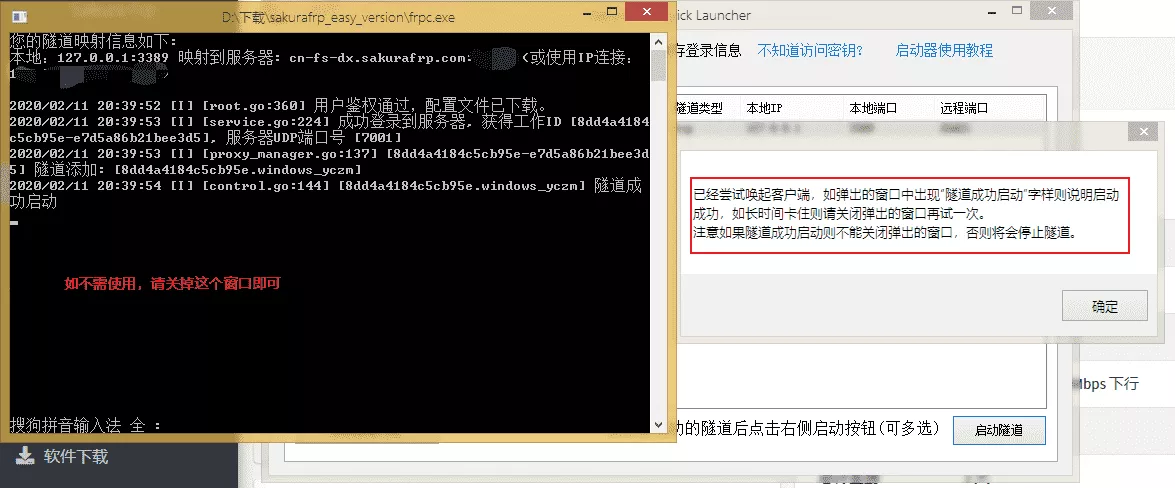 D:\下载\sakurafrp_easy_version\frpc.exe
您的隧道映射信息如下:
本地: 127.0.0.1:3389 映射到服务器: cn-fs-dx.sakurafrp.com: (或使用IP连接:
1
)
2020/02/11 20:39:52 [I] [root.go:360] 用户鉴权通过, 配置文件已下载。
2020/02/11 20:39:53 [I] [service.go:224] 成功登录到服务器, 获得工作ID [8dd4a4184
c5cb95e-e7d5a86b21bee3d5], 服务器UDP端口号 [7001]
2020/02/11 20:39:53 [I] [proxy_manager.go:137] [8dd4a4184c5cb95e-e7d5a86b21bee3d
5] 隧道添加: [8dd4a4184c5cb95e.windows_yczm]
2020/02/11 20:39:54 [I] [control.go:144] [8dd4a4184c5cb95e.windows_yczm] 隧道成
功启动
如不需使用，请关掉这个窗口即可
搜狗拼音输入法 全 :
软件下载
ick Launcher
存登录信息 不知道访问密钥? 启动器使用教程
隧道类型 本地IP 本地端口 远程端口
已经尝试唤起客户端，如弹出的窗口中出现“隧道成功启动”字样则说明启动
成功，如长时间卡住则请关闭弹出的窗口再试一次。
注意如果隧道成功启动则不能关闭弹出的窗口，否则将会停止隧道。
确定
Mbps 下行
动的隧道后点击右侧启动按钮(可多选) 启动隧道